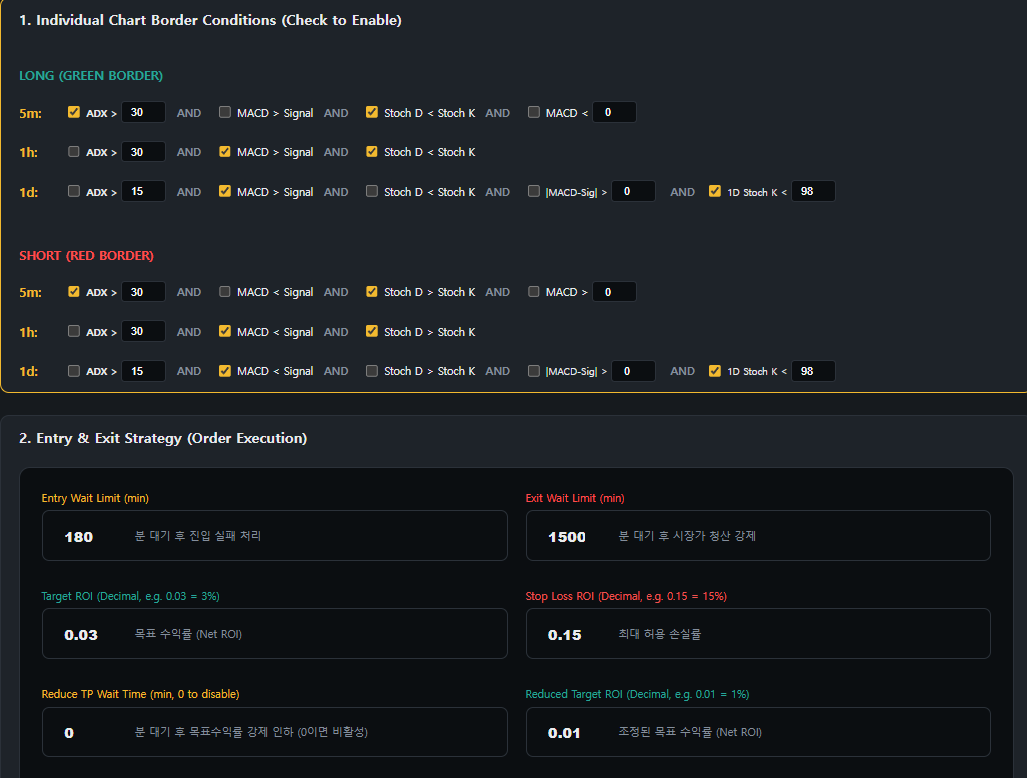 1. Individual Chart Border Conditions (Check to Enable)
LONG (GREEN BORDER)
5m: ADX > 30 AND MACD > Signal AND Stoch D < Stoch K AND MACD < 0
1h: ADX > 30 AND MACD > Signal AND Stoch D < Stoch K
1d: ADX > 15 AND MACD > Signal AND Stoch D < Stoch K AND |MACD-Sig| > 0 AND 1D Stoch K < 98
SHORT (RED BORDER)
5m: ADX > 30 AND MACD < Signal AND Stoch D > Stoch K AND MACD > 0
1h: ADX > 30 AND MACD < Signal AND Stoch D > Stoch K
1d: ADX > 15 AND MACD < Signal AND Stoch D > Stoch K AND |MACD-Sig| > 0 AND 1D Stoch K < 98
2. Entry & Exit Strategy (Order Execution)
Entry Wait Limit (min) Exit Wait Limit (min)
180 분 대기 후 진입 실패 처리 1500 분 대기 후 시장가 청산 강제
Target ROI (Decimal, e.g. 0.03 = 3%) Stop Loss ROI (Decimal, e.g. 0.15 = 15%)
0.03 목표 수익률 (Net ROI) 0.15 최대 허용 손실률
Reduce TP Wait Time (min, 0 to disable) Reduced Target ROI (Decimal, e.g. 0.01 = 1%)
0 분 대기 후 목표수익률 강제 인하 (0이면 비활성) 0.01 조정된 목표 수익률 (Net ROI)